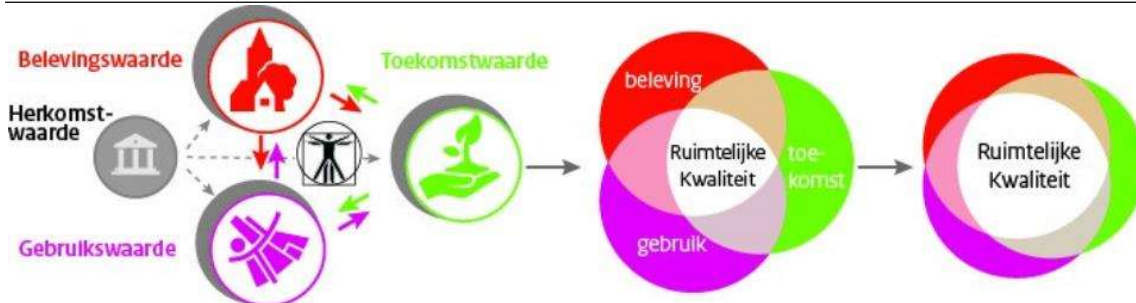 Belevingswaarde
Toekomstwaarde
Herkomst-
waarde
Gebruikswaarde
beleving
Ruimtelijke
Kwaliteit
toe-
komst
gebruik
Ruimtelijke
Kwaliteit